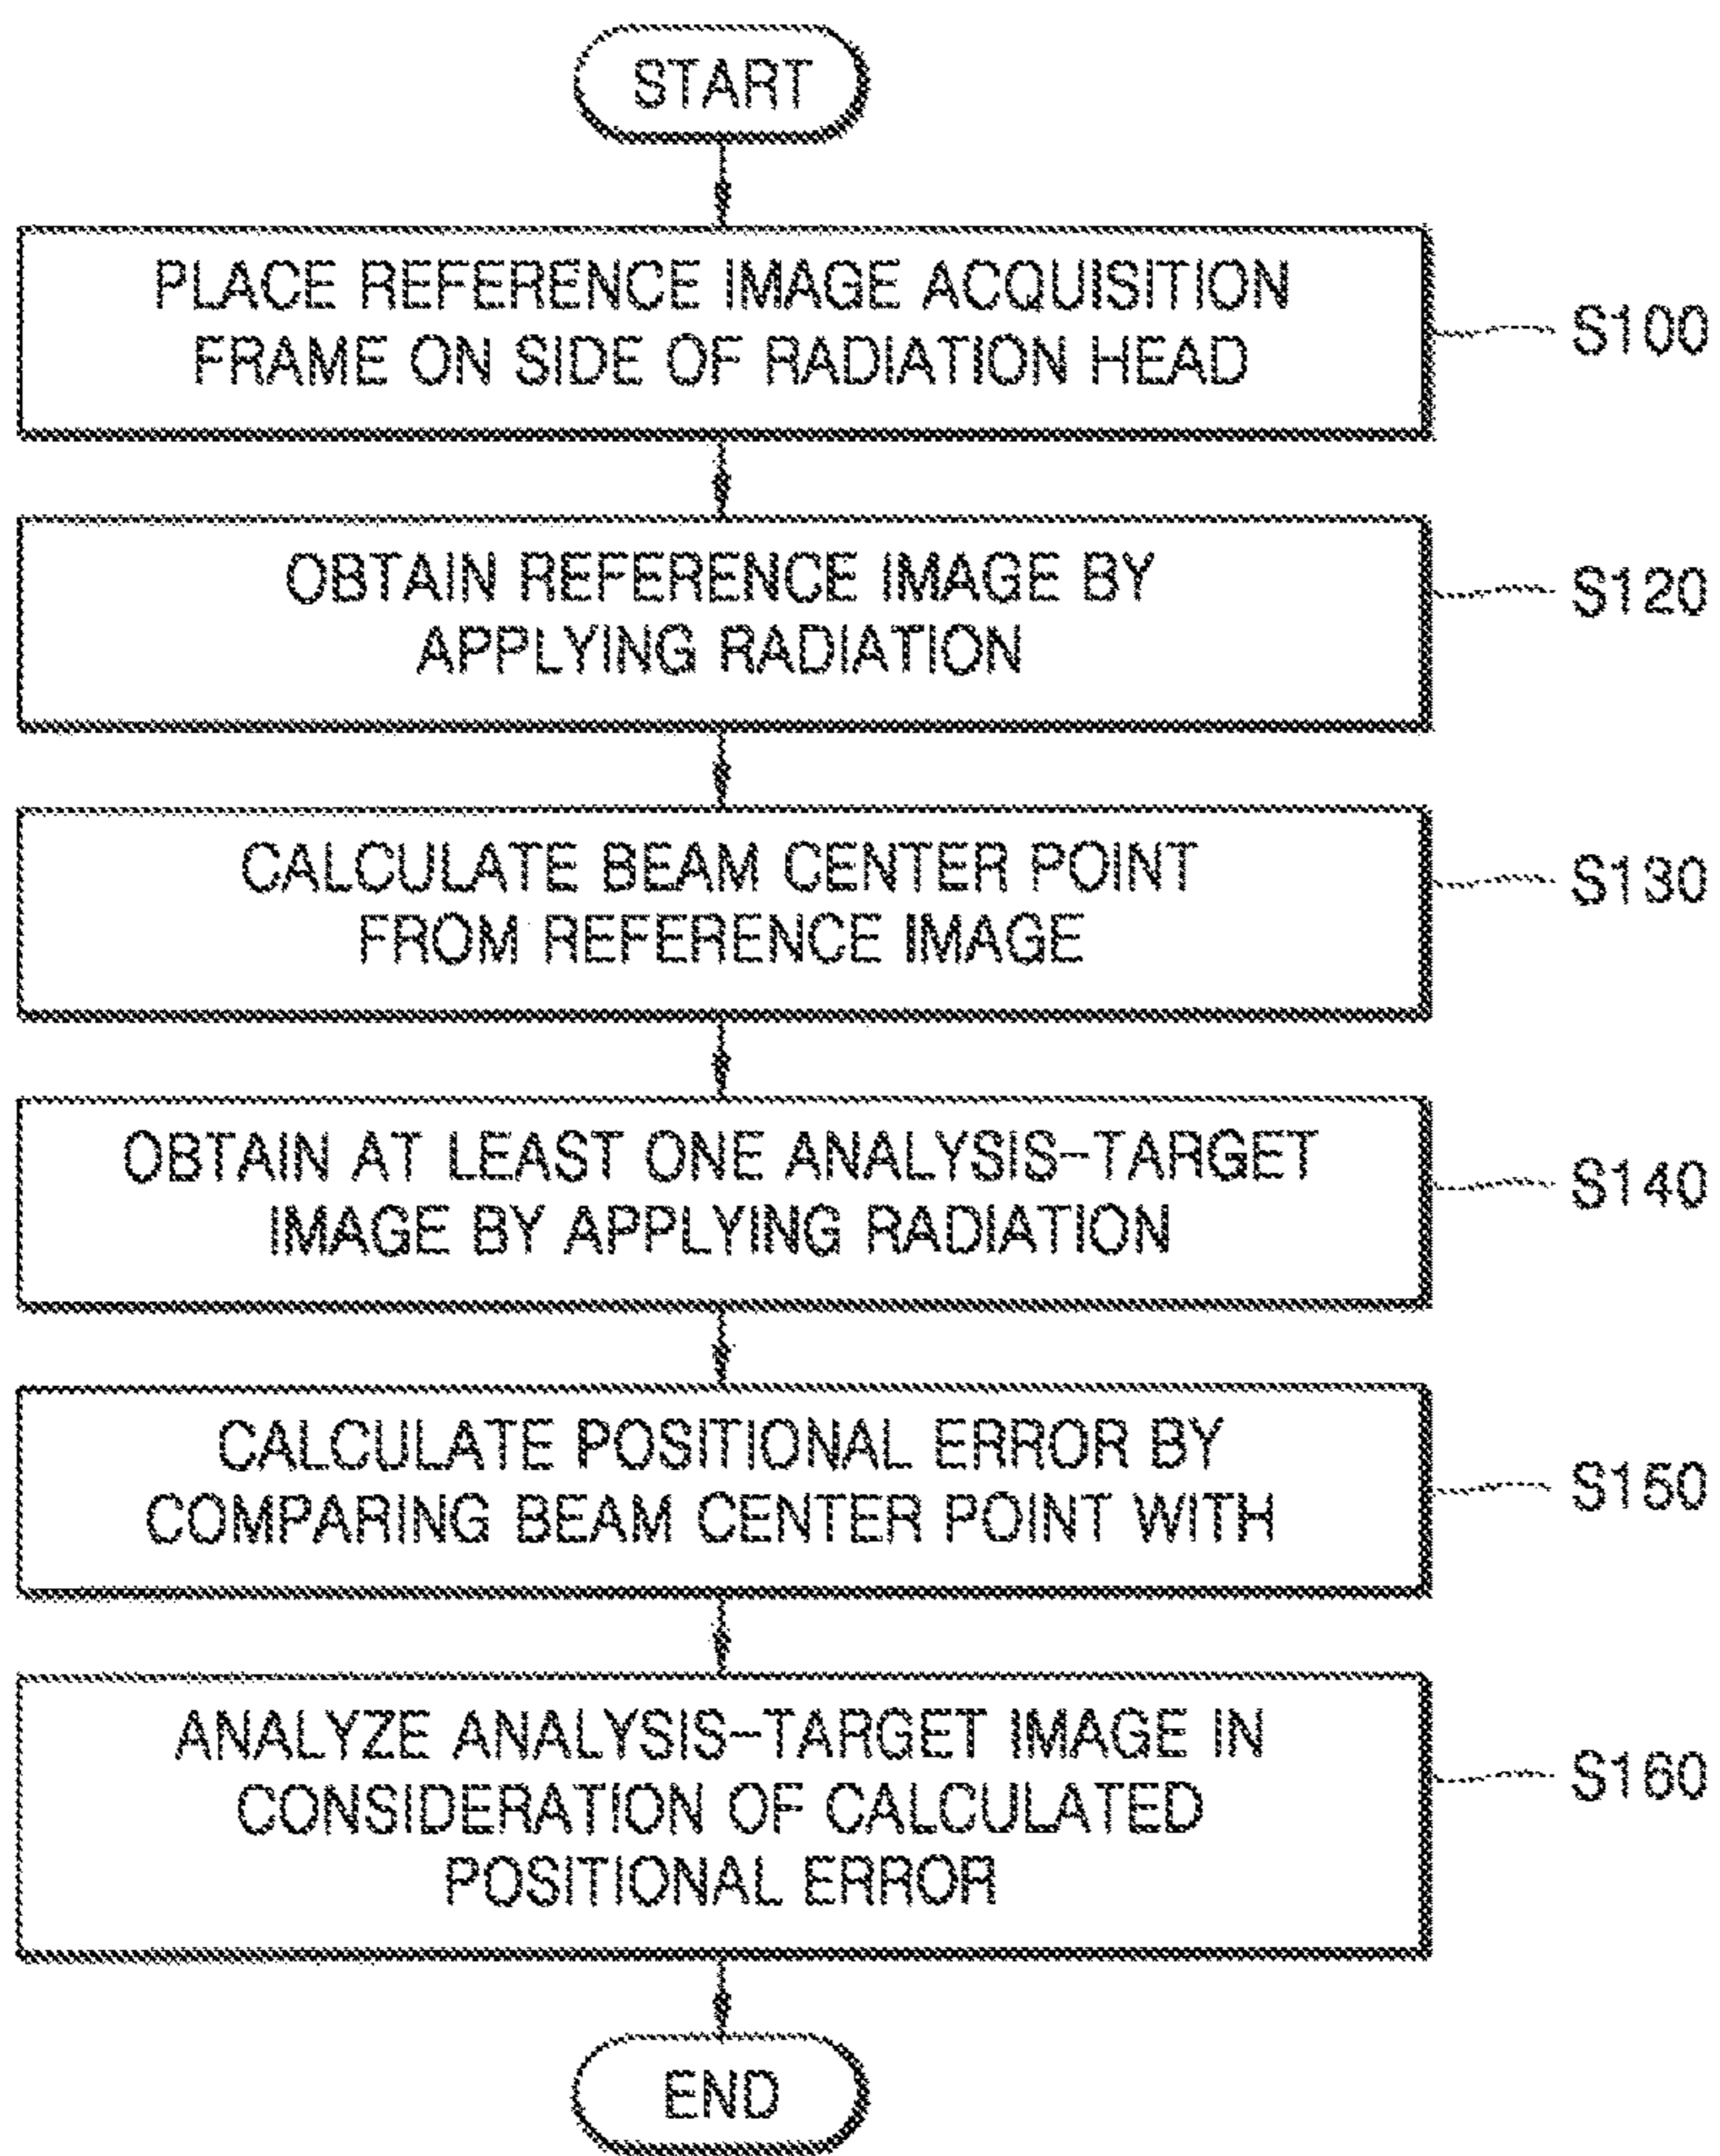 START
PLACE REFERENCE IMAGE ACQUISITION
FRAME ON SIDE OF RADIATION HEAD
S100
OBTAIN REFERENCE IMAGE BY
APPLYING RADIATION
S120
CALCULATE BEAM CENTER POINT
FROM REFERENCE IMAGE
S130
OBTAIN AT LEAST ONE ANALYSIS-TARGET
IMAGE BY APPLYING RADIATION
S140
CALCULATE POSITIONAL ERROR BY
COMPARING BEAM CENTER POINT WITH
S150
ANALYZE ANALYSIS-TARGET IMAGE IN
CONSIDERATION OF CALCULATED
POSITIONAL ERROR
S160
END